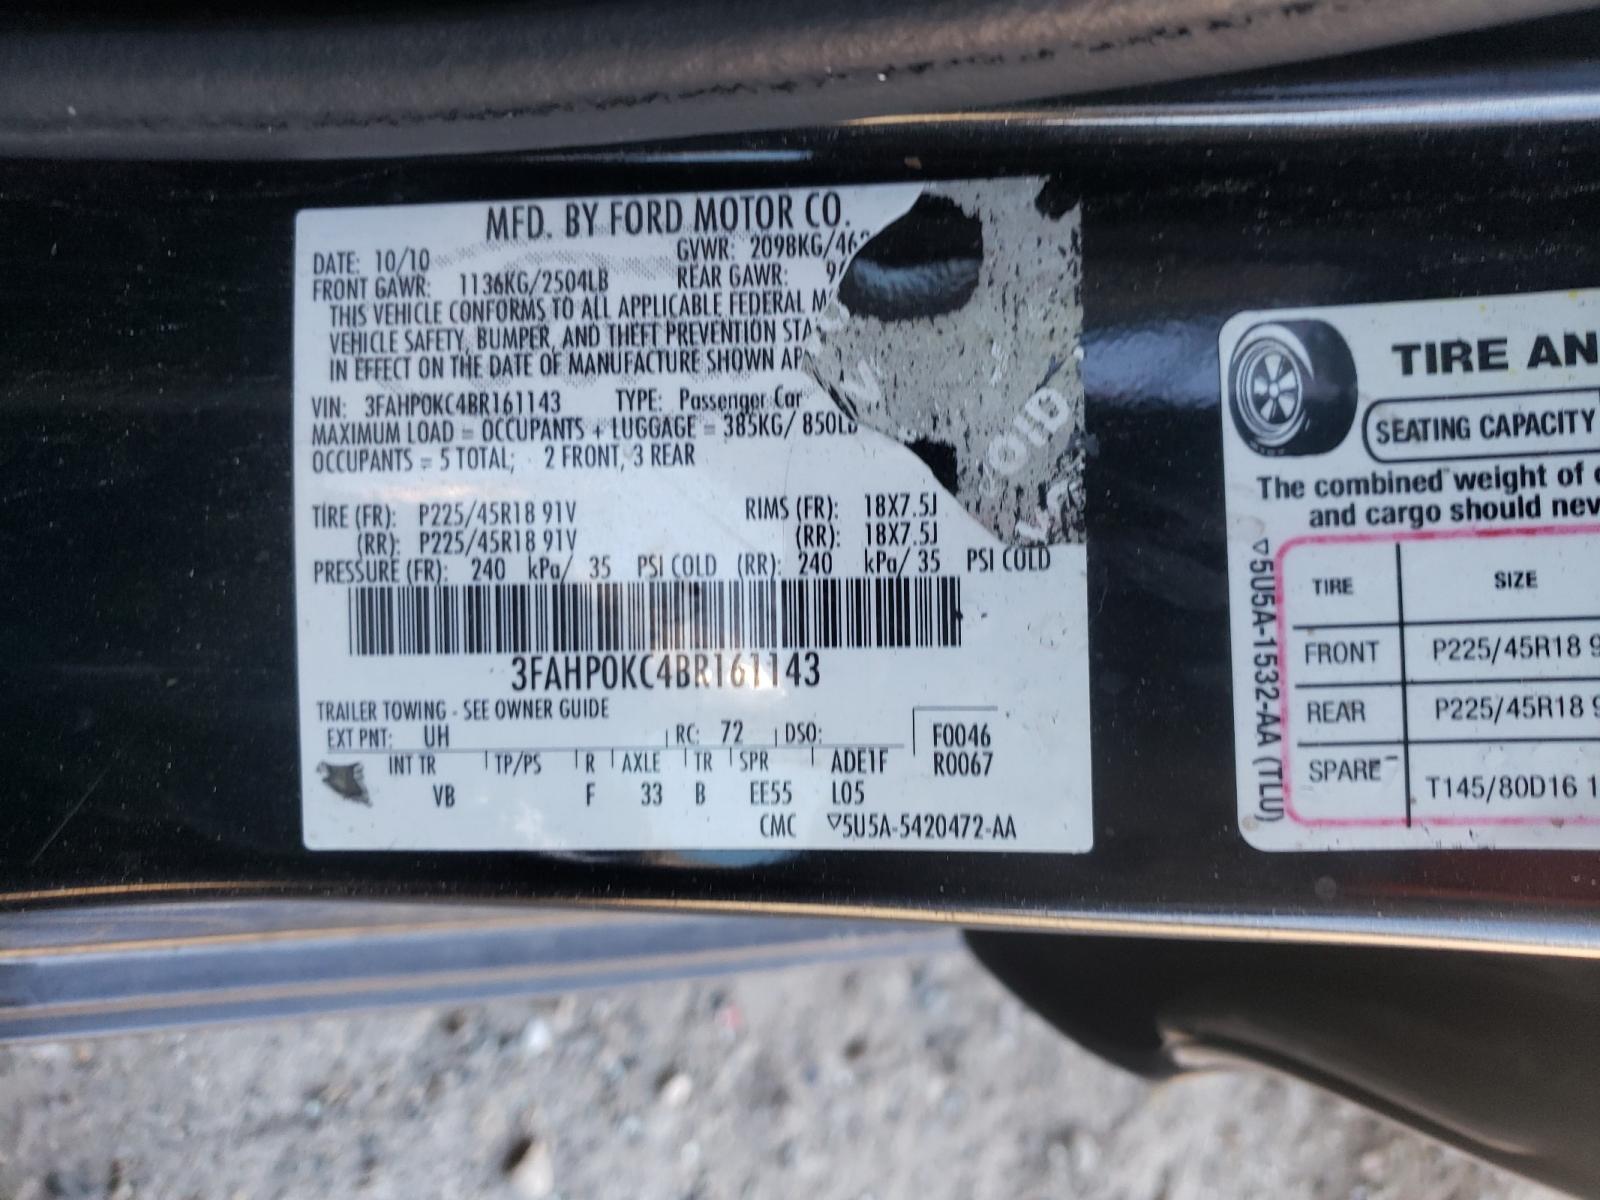 MFD. BY FORD MOTOR CO.
DATE: 10/10 GVWR: 2098KG/46
FRONT GAWR: 1136KG/2504LB REAR GAWR:
THIS VEHICLE CONFORMS TO ALL APPLICABLE FEDERAL M
VEHICLE SAFETY, BUMPER, AND THEFT PREVENTION STA
IN EFFECT ON THE DATE OF MANUFACTURE SHOWN
VIN: 3FAHP0KC4BR161143 TYPE: Passenger Car
MAXIMUM LOAD = OCCUPANTS + LUGGAGE = 385KG/ 850LB
OCCUPANTS = 5 TOTAL; 2 FRONT, 3 REAR
TIRE (FR): P225/45R18 91V RIMS (FR): 18X7.5J
(RR): P225/45R18 91V (RR): 18X7.5J
PRESSURE (FR): 240 kPa/ 35 PSI COLD (RR): 240 kPa/ 35 PSI COLD
3FAHP0KC4BR161143
TRAILER TOWING - SEE OWNER GUIDE
EXT PNT: UH RC: 72 DSO: F0046
INT TR TP/PS R AXLE TR SPR ADE1F R0067
VB F 33 B EE55 L05
CMC ▽5U5A-5420472-AA
OID
TIRE AN
SEATING CAPACITY
The combined weight of
and cargo should nev
TIRE SIZE
FRONT P225/45R18 9
REAR P225/45R18 9
SPARE T145/80D16 1
▽5U5A-1532-AA (TLU)